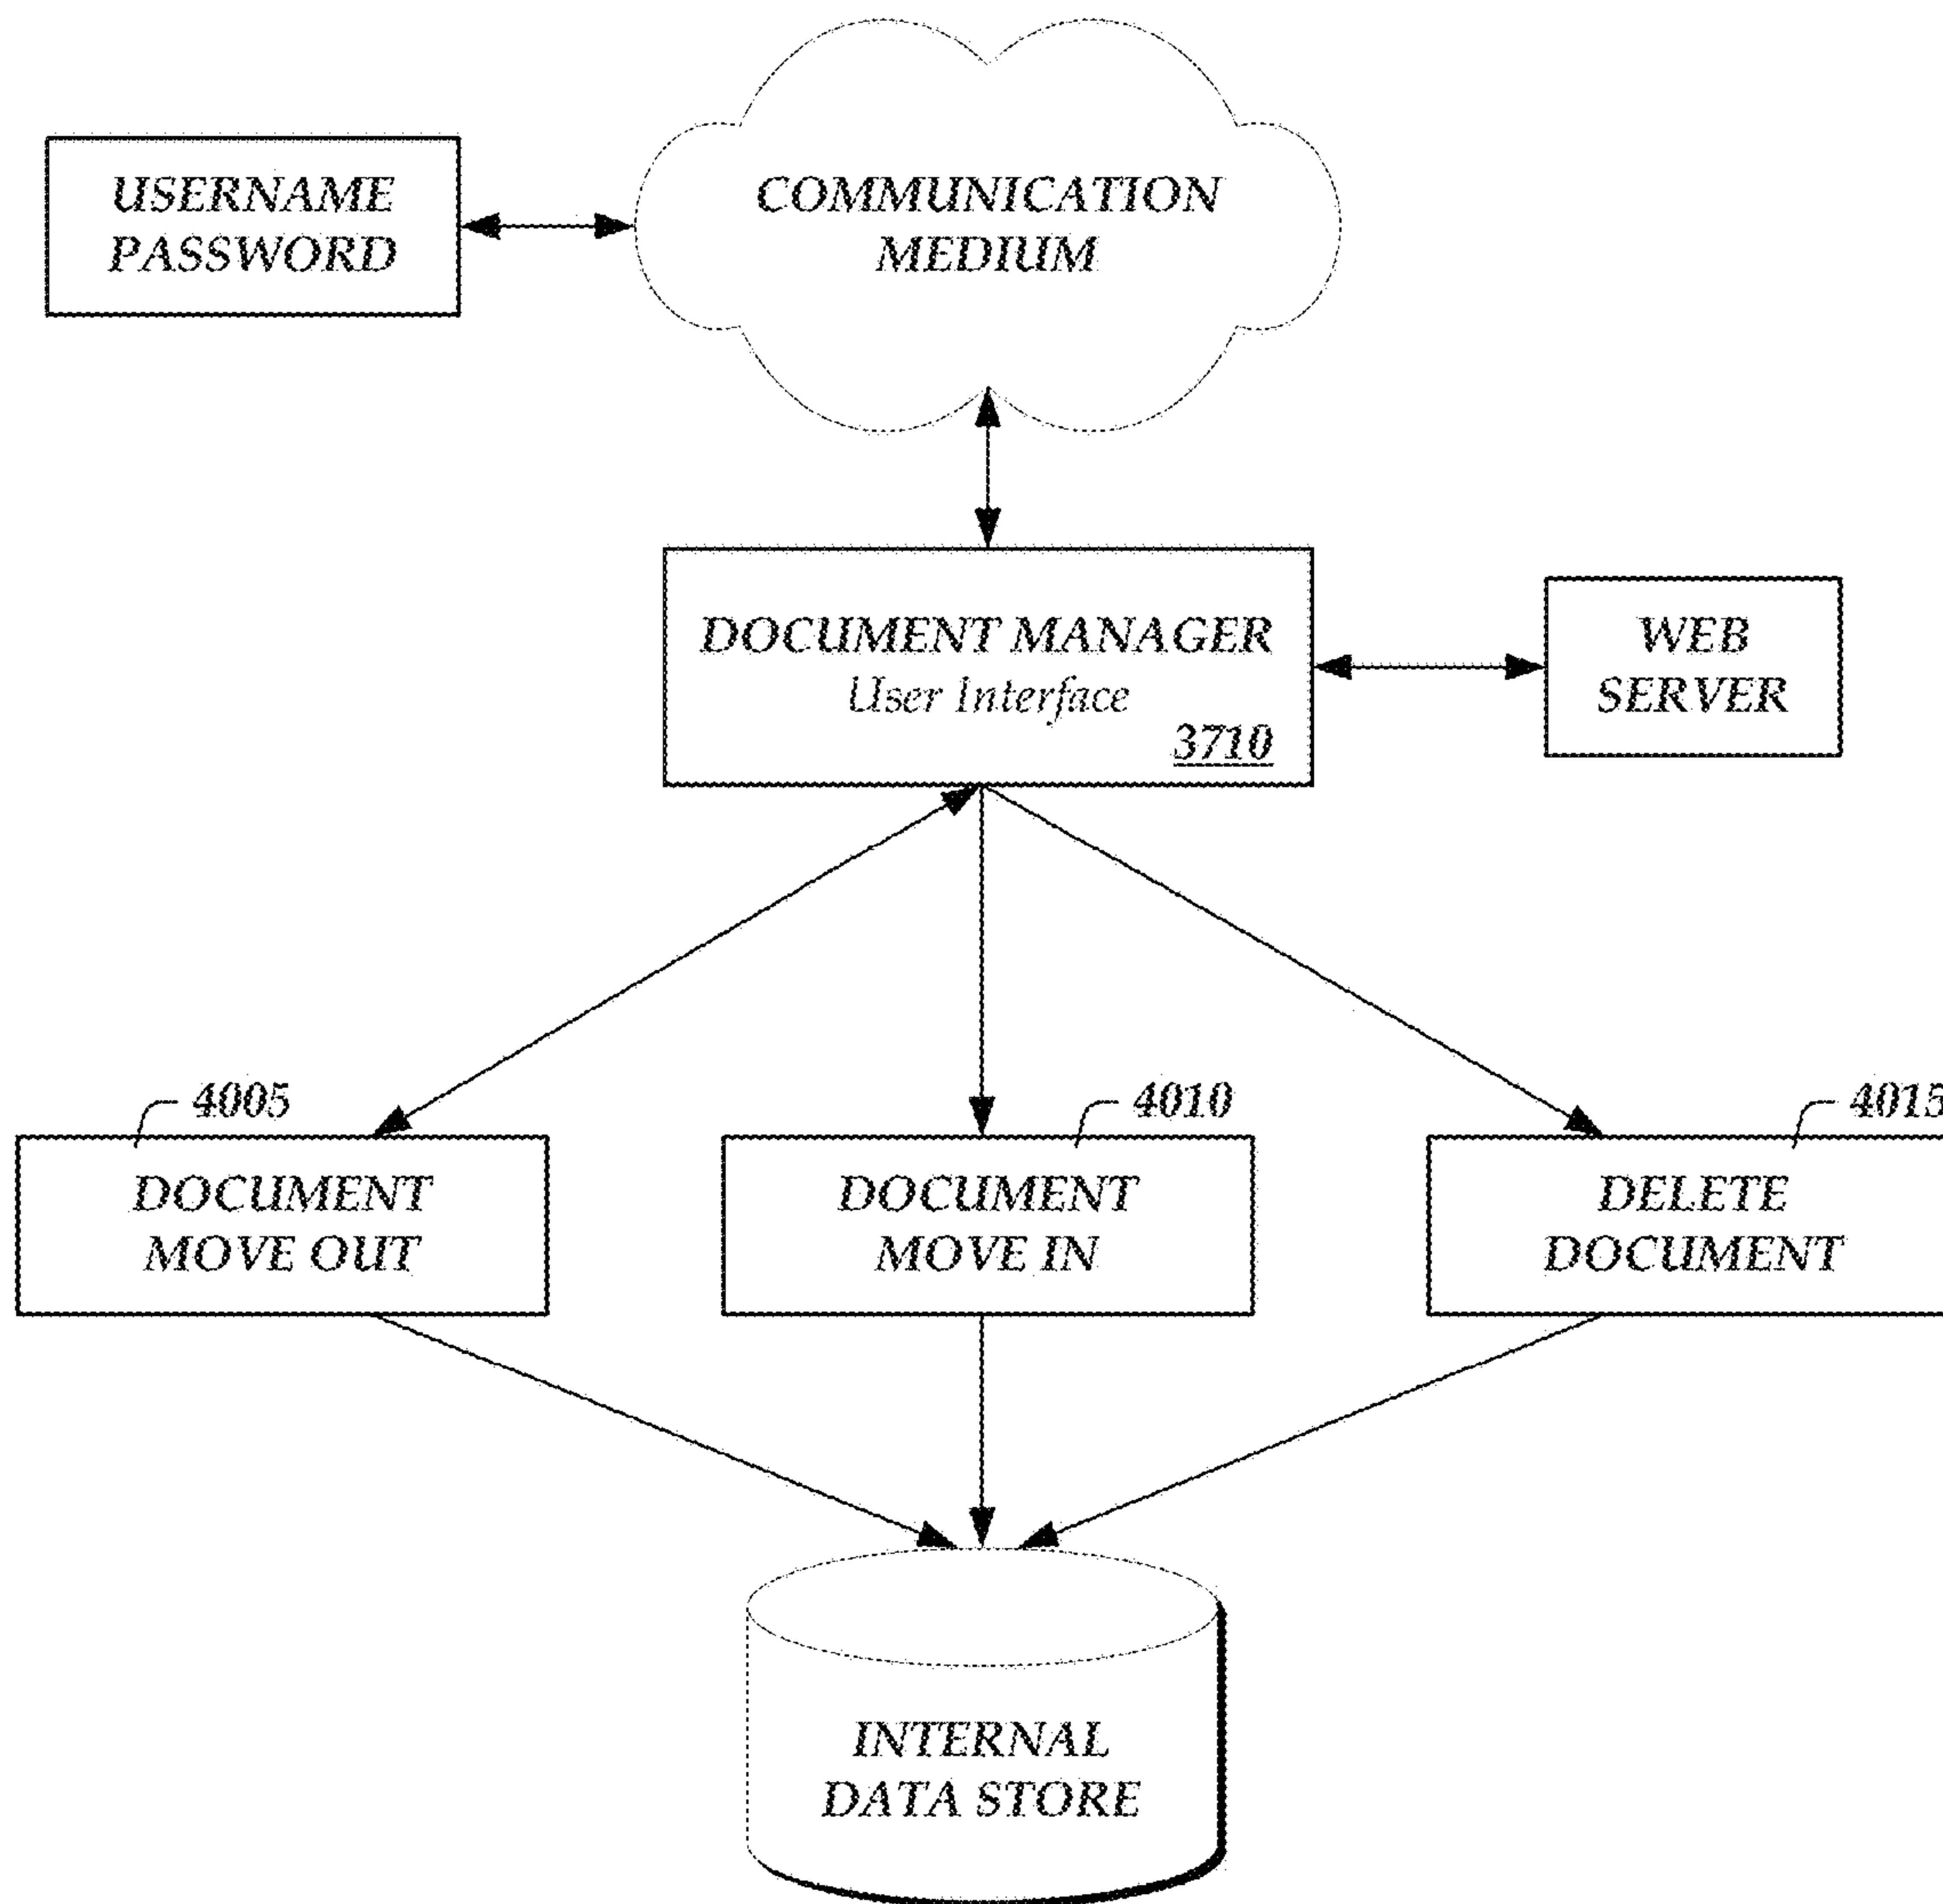 COMMUNICATION
MEDIUM
USERNAME
PASSWORD
DOCUMENT MANAGER
User Interface
3710
WEB
SERVER
4005
DOCUMENT
MOVE OUT
4010
DOCUMENT
MOVE IN
4015
DELETE
DOCUMENT
INTERNAL
DATA STORE